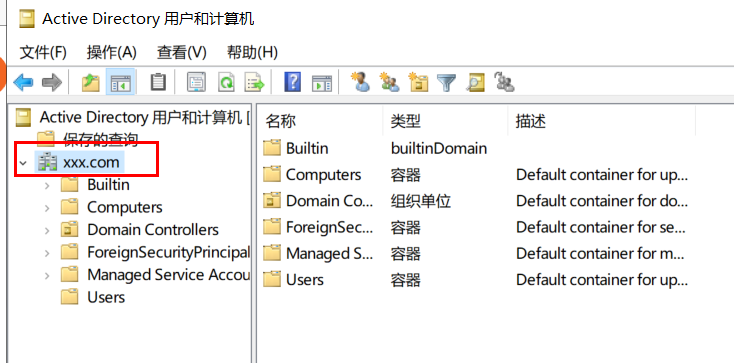 Active Directory 用户和计算机
文件(F) 操作(A) 查看(V) 帮助(H)
Active Directory 用户和计算机 [
保存的查询
xxx.com
Builtin
Computers
Domain Controllers
ForeignSecurityPrincipal
Managed Service Accou
Users
名称 类型 描述
Builtin builtinDomain
Computers 容器 Default container for up...
Domain Co... 组织单位 Default container for do...
ForeignSec... 容器 Default container for se...
Managed S... 容器 Default container for m...
Users 容器 Default container for up...